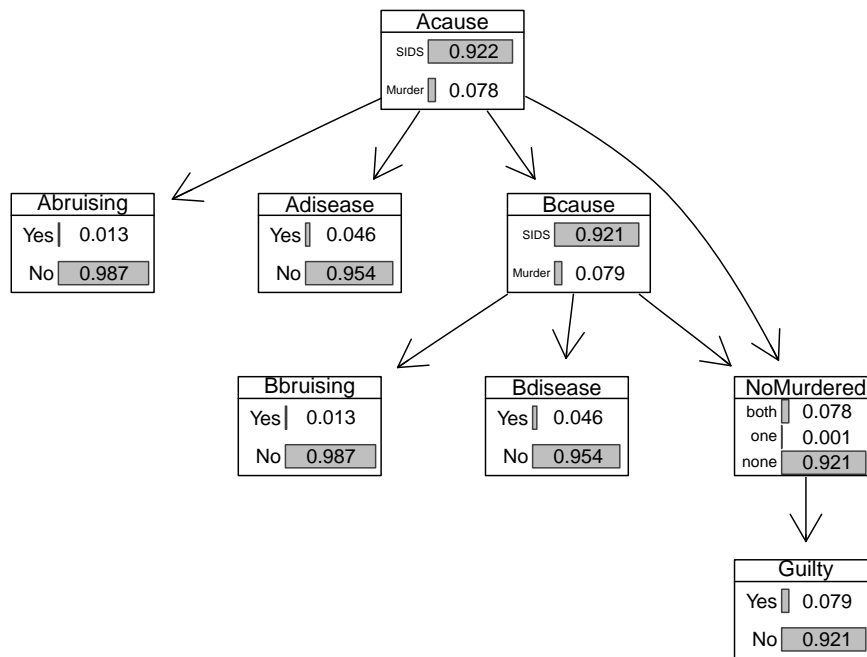 Acause
SIDS 0.922
Murder 0.078
Abruising
Yes 0.013
No 0.987
Adisease
Yes 0.046
No 0.954
Bcause
SIDS 0.921
Murder 0.079
Bbruising
Yes 0.013
No 0.987
Bdisease
Yes 0.046
No 0.954
NoMurdered
both 0.078
one 0.001
none 0.921
Guilty
Yes 0.079
No 0.921